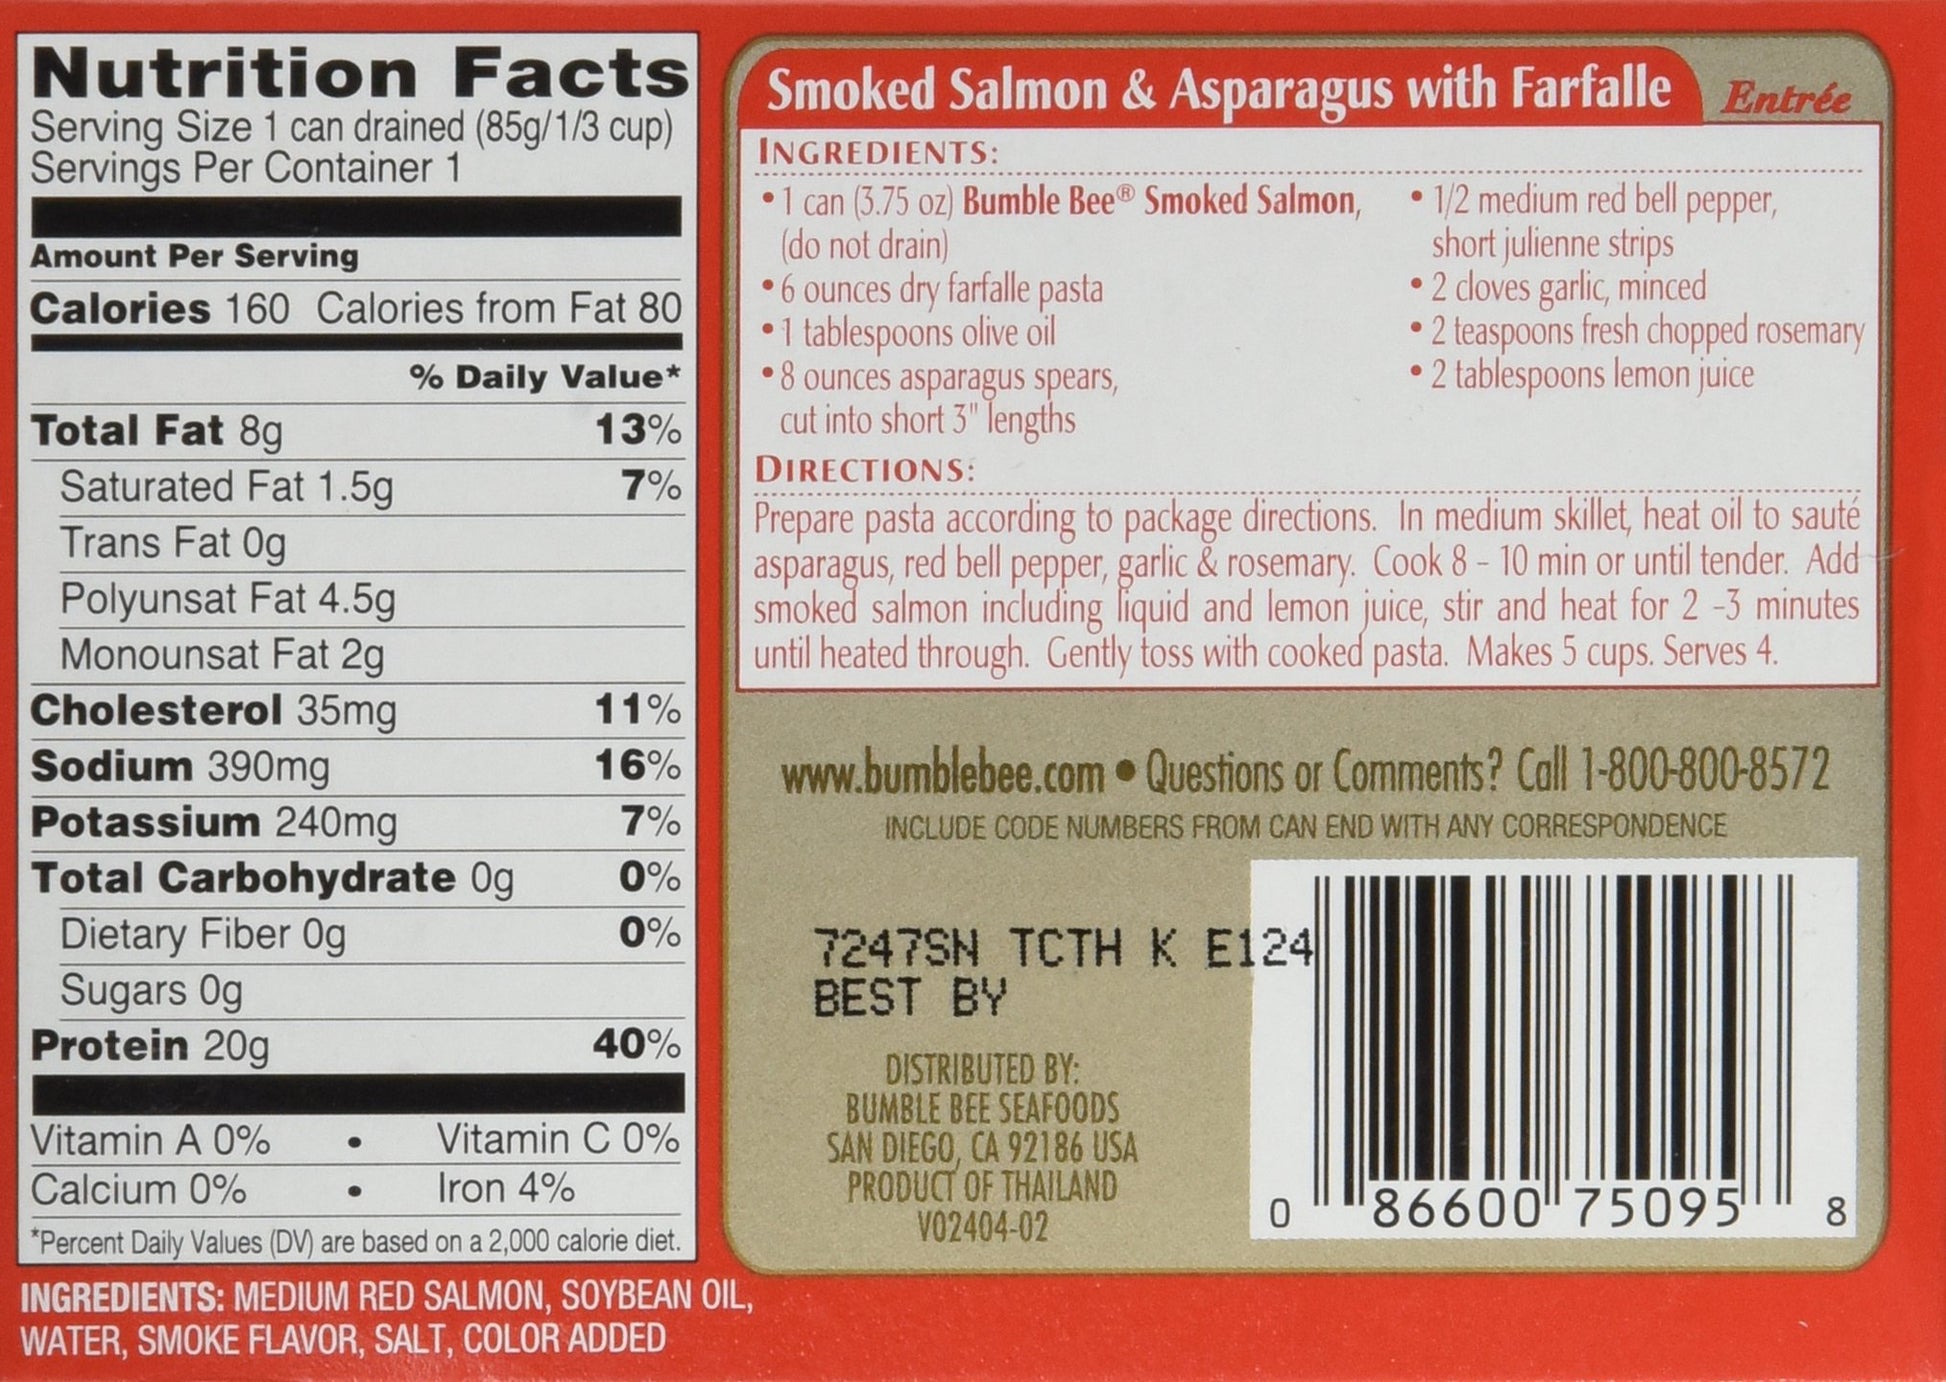 Nutrition Facts
Serving Size 1 can drained (85g/1/3 cup)
Servings Per Container 1
Amount Per Serving
Calories 160 Calories from Fat 80
% Daily Value*
Total Fat 8g 13%
Saturated Fat 1.5g 7%
Trans Fat 0g
Polyunsat Fat 4.5g
Monounsat Fat 2g
Cholesterol 35mg 11%
Sodium 390mg 16%
Potassium 240mg 7%
Total Carbohydrate 0g 0%
Dietary Fiber 0g 0%
Sugars 0g
Protein 20g 40%
Vitamin A 0% • Vitamin C 0%
Calcium 0% • Iron 4%
*Percent Daily Values (DV) are based on a 2,000 calorie diet.
INGREDIENTS: MEDIUM RED SALMON, SOYBEAN OIL,
WATER, SMOKE FLAVOR, SALT, COLOR ADDED
Smoked Salmon & Asparagus with Farfalle Entrée
INGREDIENTS:
• 1 can (3.75 oz) Bumble Bee® Smoked Salmon,
(do not drain)
• 6 ounces dry farfalle pasta
• 1 tablespoons olive oil
• 8 ounces asparagus spears,
cut into short 3" lengths
• 1/2 medium red bell pepper,
short julienne strips
• 2 cloves garlic, minced
• 2 teaspoons fresh chopped rosemary
• 2 tablespoons lemon juice
DIRECTIONS:
Prepare pasta according to package directions. In medium skillet, heat oil to sauté
asparagus, red bell pepper, garlic & rosemary. Cook 8 - 10 min or until tender. Add
smoked salmon including liquid and lemon juice, stir and heat for 2 -3 minutes
until heated through. Gently toss with cooked pasta. Makes 5 cups. Serves 4.
www.bumblebee.com • Questions or Comments? Call 1-800-800-8572
INCLUDE CODE NUMBERS FROM CAN END WITH ANY CORRESPONDENCE
7247SN TCTH K E124
BEST BY
DISTRIBUTED BY:
BUMBLE BEE SEAFOODS
SAN DIEGO, CA 92186 USA
PRODUCT OF THAILAND
V02404-02
0 86600 75095 8